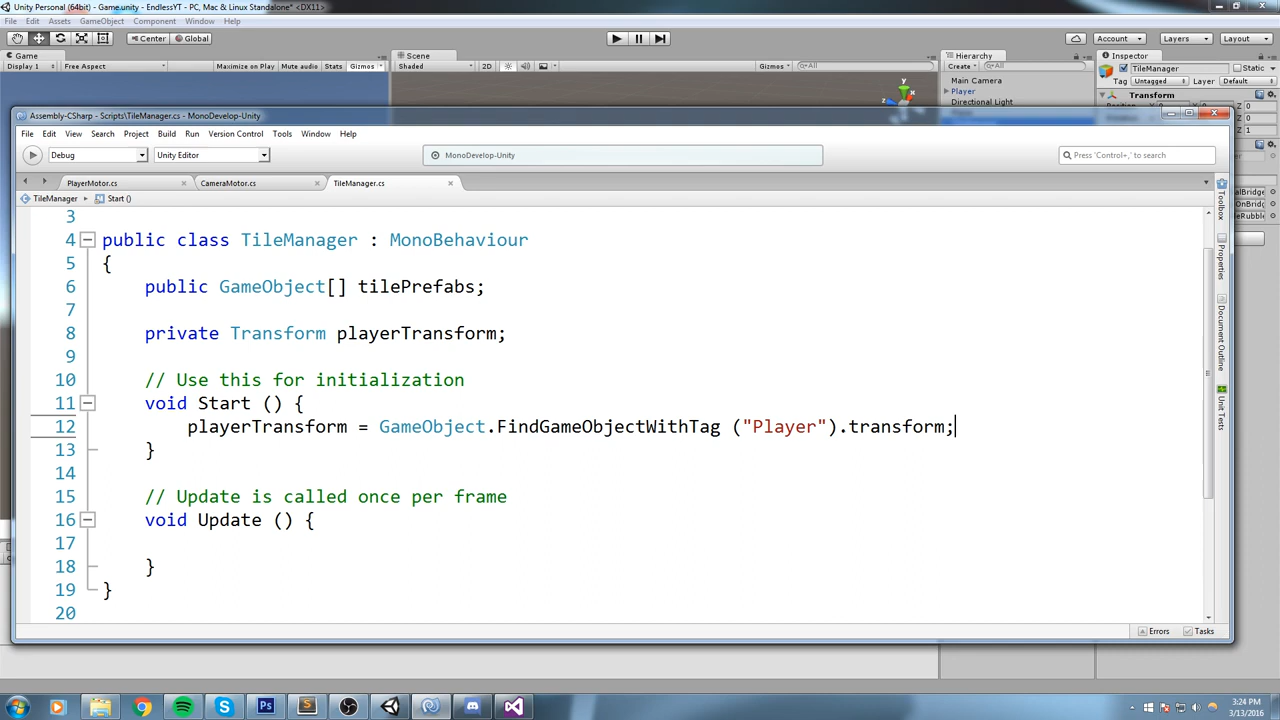 Unity Personal (64bit) - Game.unity - EndlessYT - PC, Mac & Linux Standalone* <DX11>
File Edit Assets GameObject Component Window Help
Center Global Account Layers Layout
Game Scene Hierarchy Inspector
Display 1 Free Aspect Maximize on Play Mute audio Stats Gizmos Shaded 2D Gizmos All Create All TileManager Static
Main Camera Tag Untagged Layer Default
Player Transform
Directional Light
Assembly-CSharp - Scripts\TileManager.cs - MonoDevelop-Unity
File Edit View Search Project Build Run Version Control Tools Window Help
Debug Unity Editor MonoDevelop-Unity Press 'Control+,' to search
PlayerMotor.cs CameraMotor.cs TileManager.cs
TileManager Start ()
3
4 public class TileManager : MonoBehaviour
5 {
6 public GameObject[] tilePrefabs;
7
8 private Transform playerTransform;
9
10 // Use this for initialization
11 void Start () {
12 playerTransform = GameObject.FindGameObjectWithTag ("Player").transform;
13 }
14
15 // Update is called once per frame
16 void Update () {
17
18 }
19 }
20
Toolbox
Properties
Document Outline
Unit Tests
Errors Tasks
3:24 PM
3/13/2016